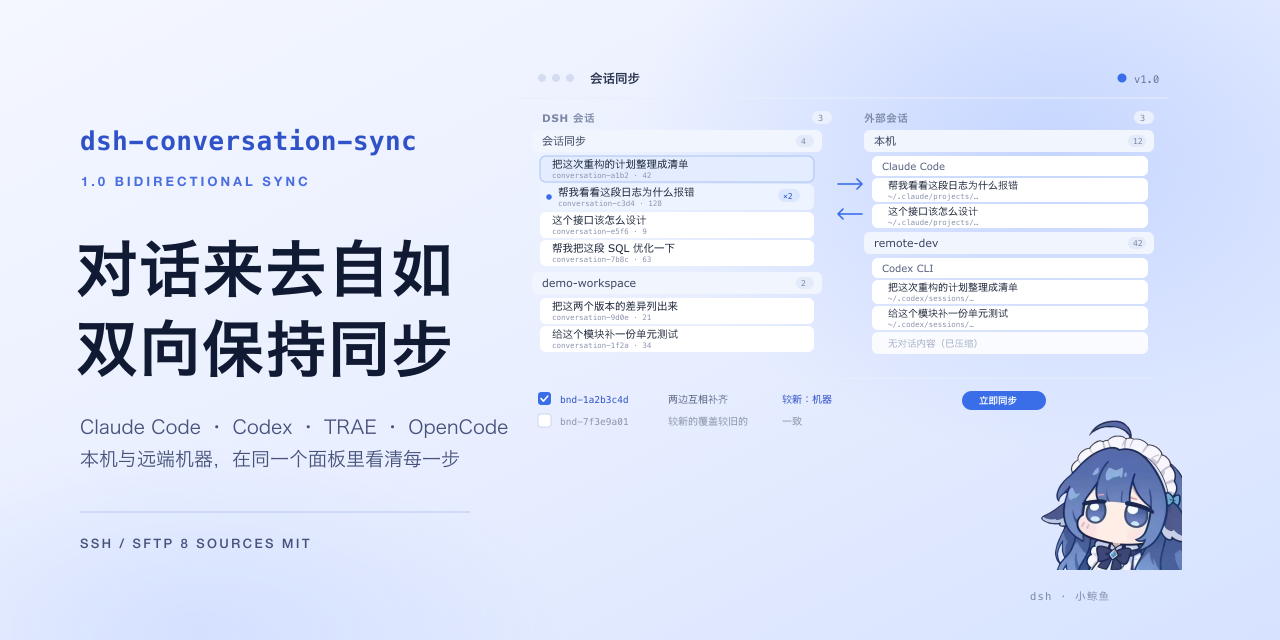 dsh-conversation-sync
1.0 BIDIRECTIONAL SYNC
对话来去自如
双向保持同步
Claude Code · Codex · TRAE · OpenCode
本机与远端机器，在同一个面板里看清每一步
SSH / SFTP 8 SOURCES MIT
会话同步
v1.0
DSH 会话 3
会话同步 4
把这次重构的计划整理成清单
conversation-a1b2 · 42
帮我看看这段日志为什么报错 ×2
conversation-c3d4 · 128
这个接口该怎么设计
conversation-e5f6 · 9
帮我把这段 SQL 优化一下
conversation-7b8c · 63
demo-workspace 2
把这两个版本的差异列出来
conversation-9d0e · 21
给这个模块补一份单元测试
conversation-1f2a · 34
外部会话 3
本机 12
Claude Code
帮我看看这段日志为什么报错
~/.claude/projects/…
这个接口该怎么设计
~/.claude/projects/…
remote-dev 42
Codex CLI
把这次重构的计划整理成清单
~/.codex/sessions/…
给这个模块补一份单元测试
~/.codex/sessions/…
无对话内容（已压缩）
bnd-1a2b3c4d 两边互相补齐 较新：机器 立即同步
bnd-7f3e9a01 较新的覆盖较旧的 一致
dsh · 小鲸鱼